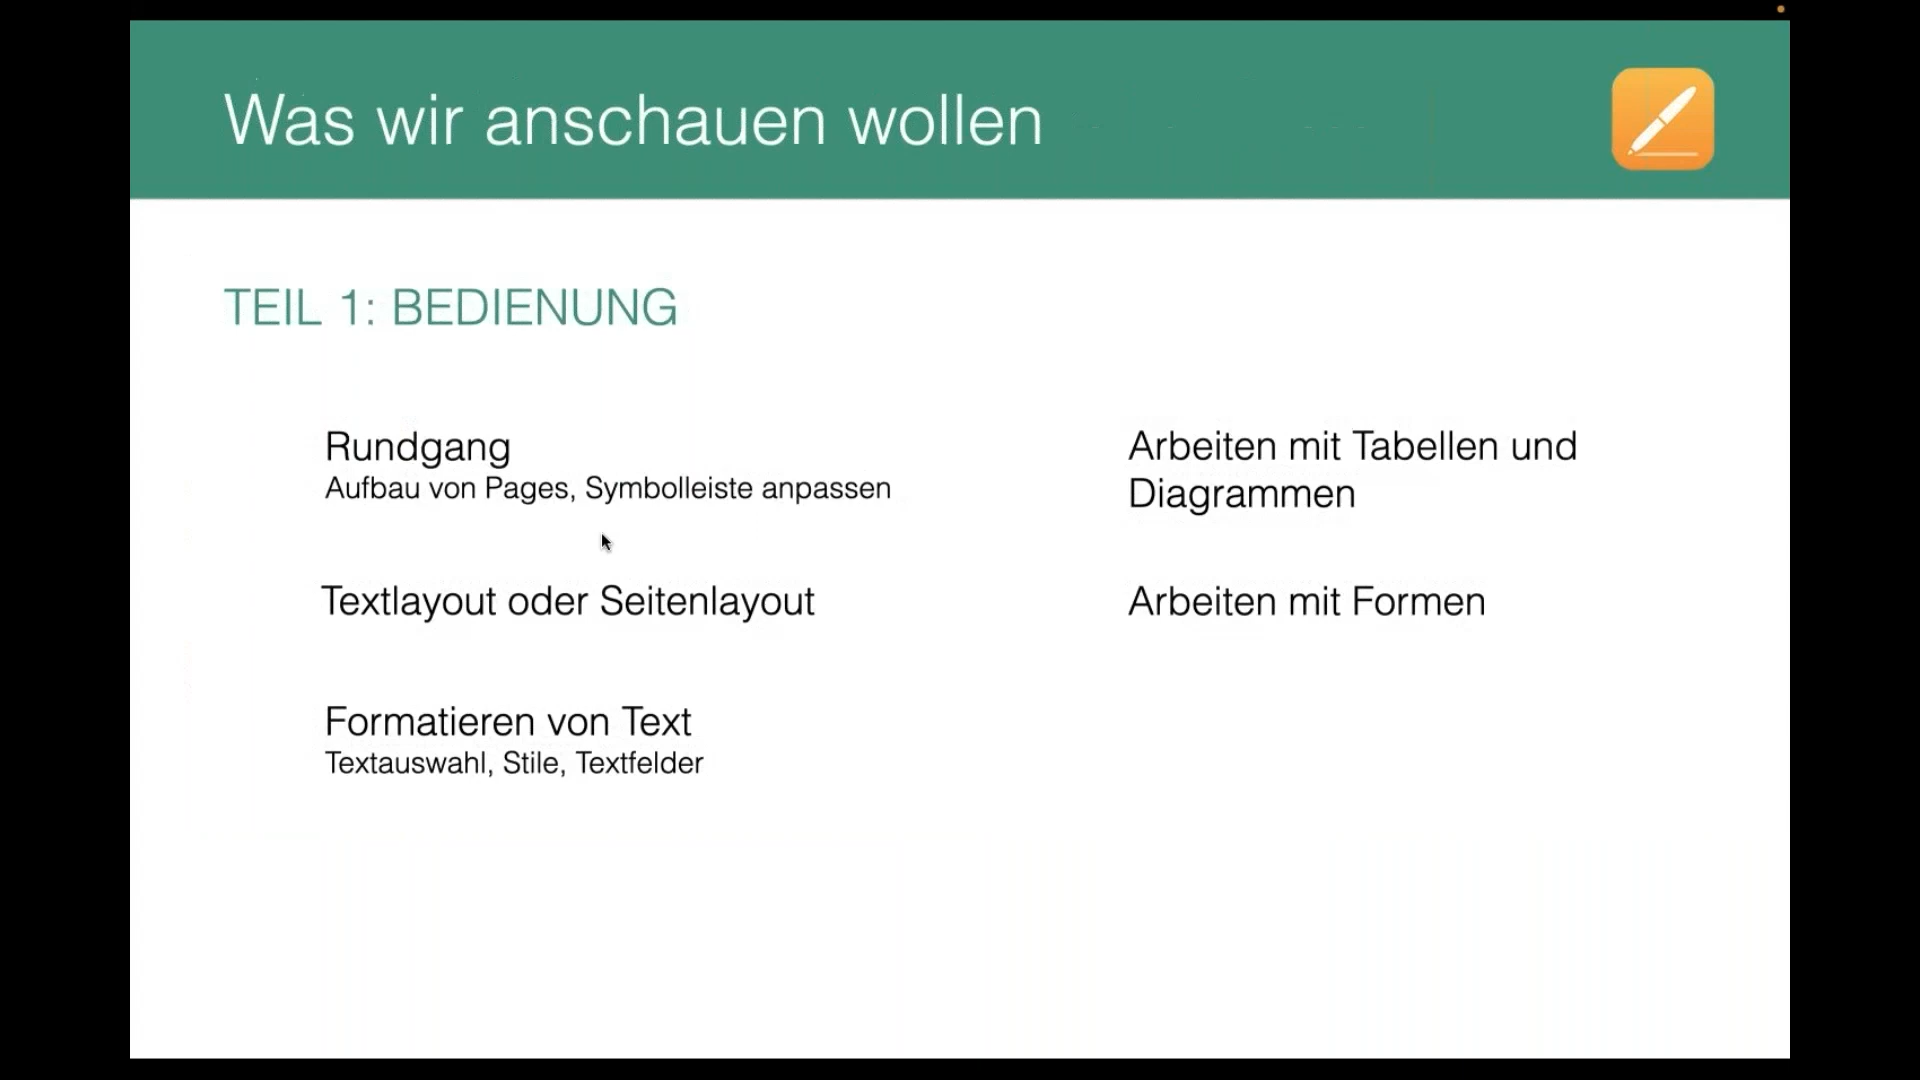 Was wir anschauen wollen
TEIL 1: BEDIENUNG
Rundgang
Aufbau von Pages, Symbolleiste anpassen
Textlayout oder Seitenlayout
Formatieren von Text
Textauswahl, Stile, Textfelder
Arbeiten mit Tabellen und
Diagrammen
Arbeiten mit Formen